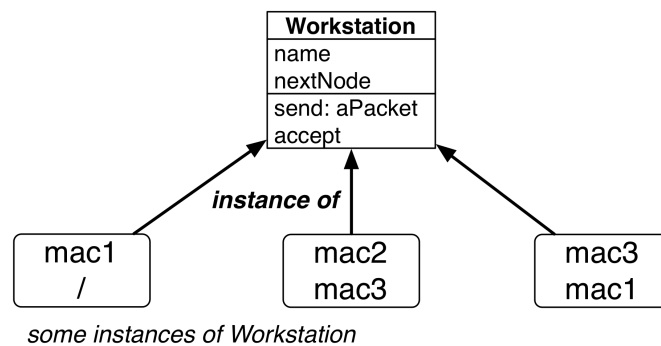 Workstation
name
nextNode
send: aPacket
accept
instance of
mac1
/
mac2
mac3
mac3
mac1
some instances of Workstation